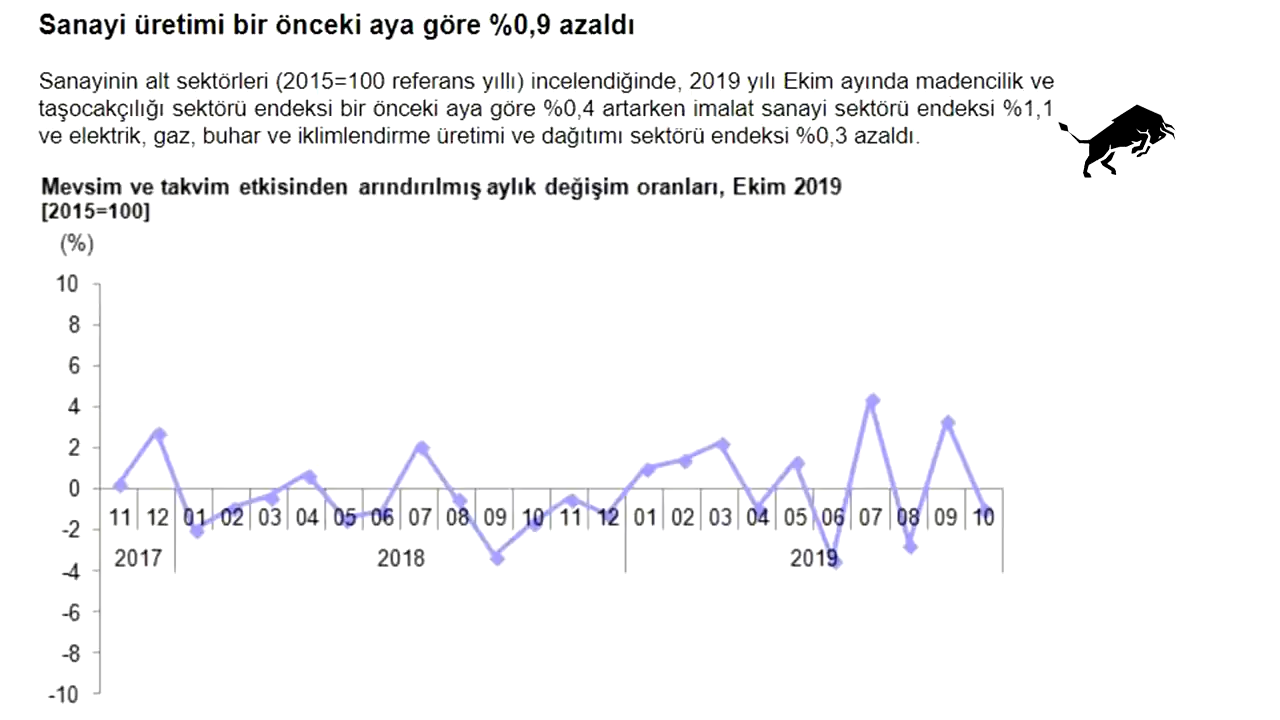 Sanayi üretimi bir önceki aya göre %0,9 azaldı
Sanayinin alt sektörleri (2015=100 referans yıllı) incelendiğinde, 2019 yılı Ekim ayında madencilik ve
taşocakçılığı sektörü endeksi bir önceki aya göre %0,4 artarken imalat sanayi sektörü endeksi %1,1
ve elektrik, gaz, buhar ve iklimlendirme üretimi ve dağıtımı sektörü endeksi %0,3 azaldı.
Mevsim ve takvim etkisinden arındırılmış aylık değişim oranları, Ekim 2019
[2015=100]
(%)
10
8
6
4
2
0
11 12 01 02 03 04 05 06 07 08 09 10 11 12 01 02 03 04 05 06 07 08 09 10
-2
2017 2018 2019
-4
-6
-8
-10